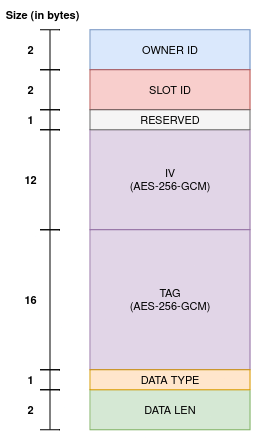 Size (in bytes)
2
OWNER ID
2
SLOT ID
1
RESERVED
12
IV
(AES-256-GCM)
16
TAG
(AES-256-GCM)
1
DATA TYPE
2
DATA LEN